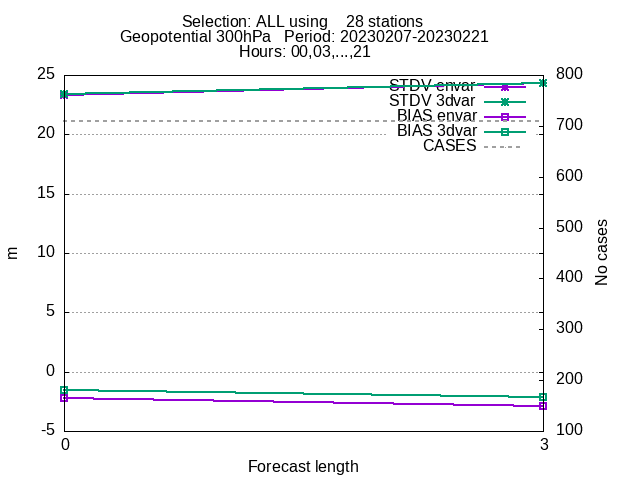 Selection: ALL using 28 stations
Geopotential 300hPa Period: 20230207-20230221
Hours: 00,03,...,21
25
20
15
10
5
0
-5
800
700
600
500
400
300
200
100
STDV envar
STDV 3dvar
BIAS envar
BIAS 3dvar
CASES
m
No cases
0
3
Forecast length